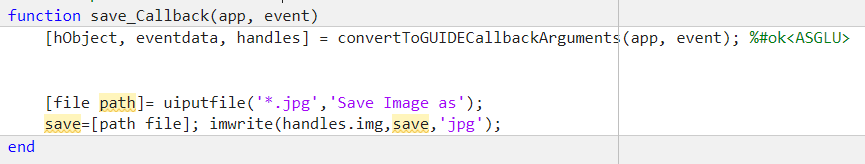 function save_Callback(app, event)
[hObject, eventdata, handles] = convertToGUIDECallbackArguments(app, event); %#ok<ASGLU>
[file path]= uiputfile('*.jpg','Save Image as');
save=[path file]; imwrite(handles.img,save,'jpg');
end